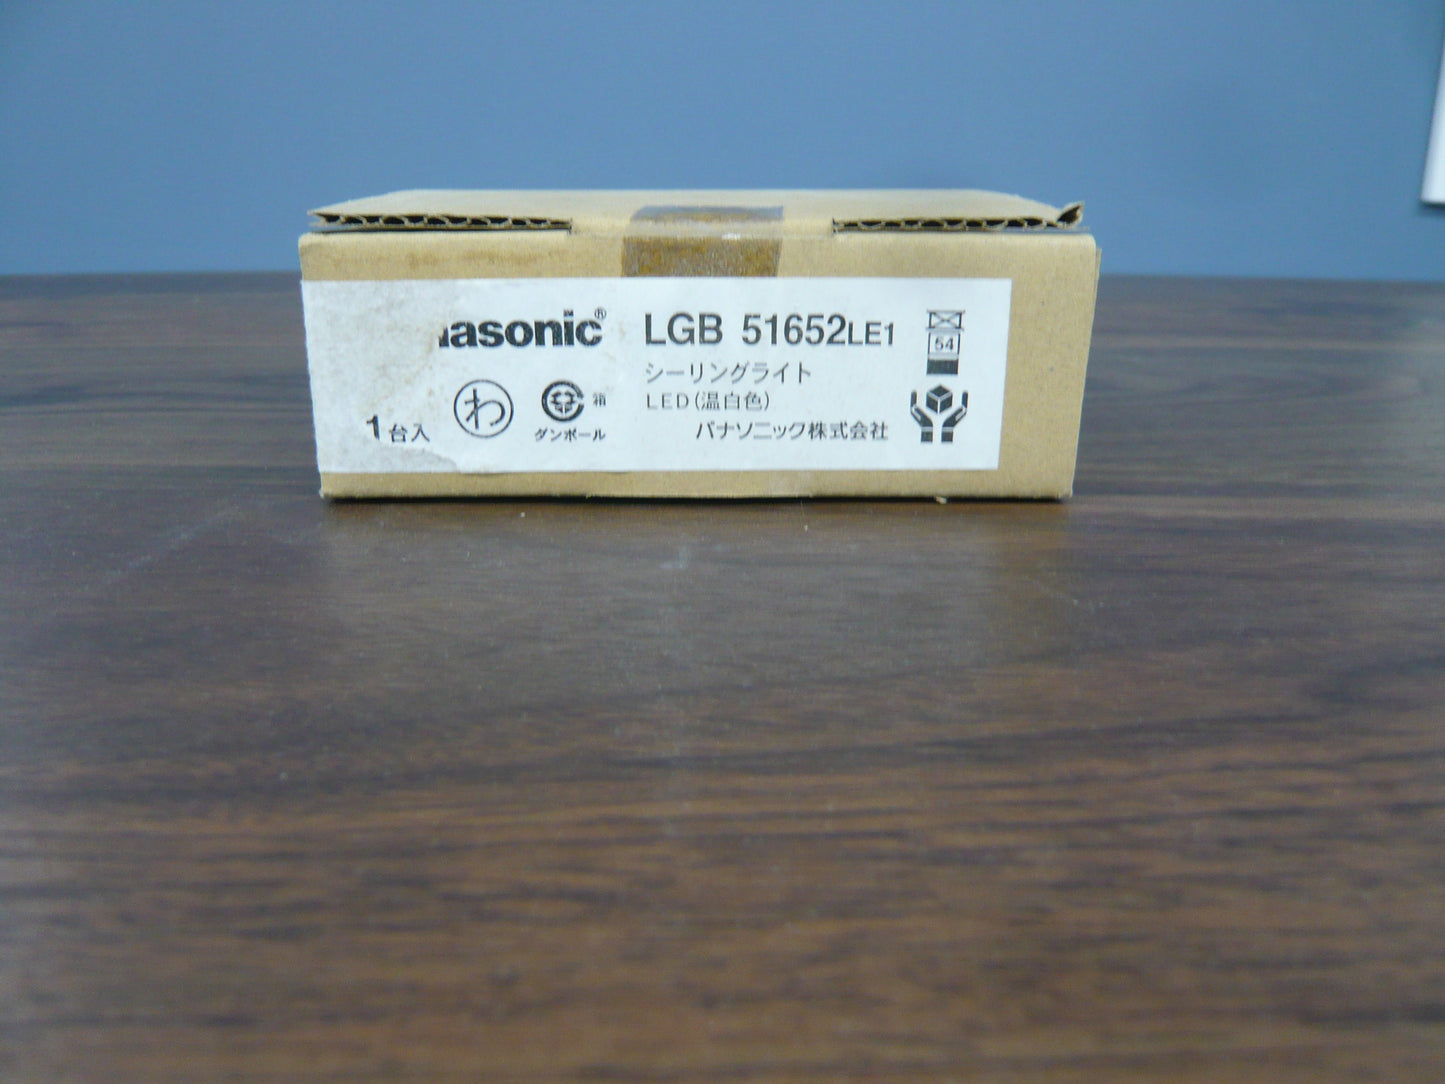 nasonic®
LGB 51652LE1
シーリングライト
LED(温白色)
パナソニック株式会社
1台入
わ
箱
ダンボール
54